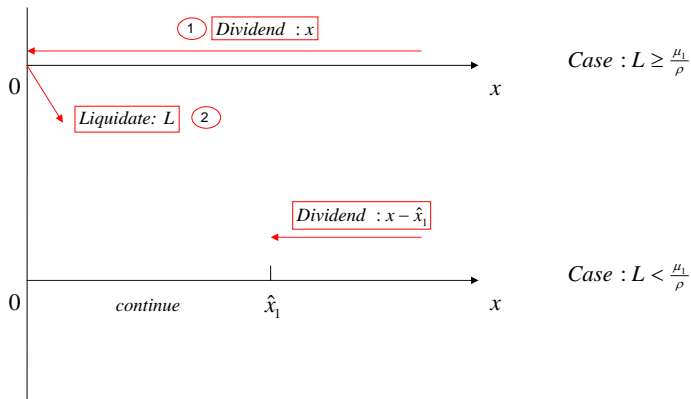 1 Dividend : x
Case : L ≥ μ₁/ρ
0
x
Liquidate: L 2
Dividend : x − x̂₁
Case : L < μ₁/ρ
0
continue
x̂₁
x